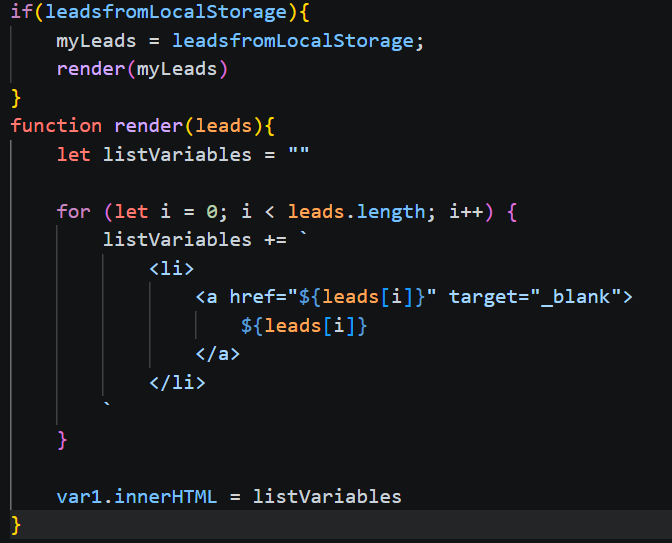 if(leadsfromLocalStorage){
    myLeads = leadsfromLocalStorage;
    render(myLeads)
}
function render(leads){
    let listVariables = ""

    for (let i = 0; i < leads.length; i++) {
        listVariables += `
            <li>
                <a href="${leads[i]}" target="_blank">
                    ${leads[i]}
                </a>
            </li>
        `
    }

    var1.innerHTML = listVariables
}